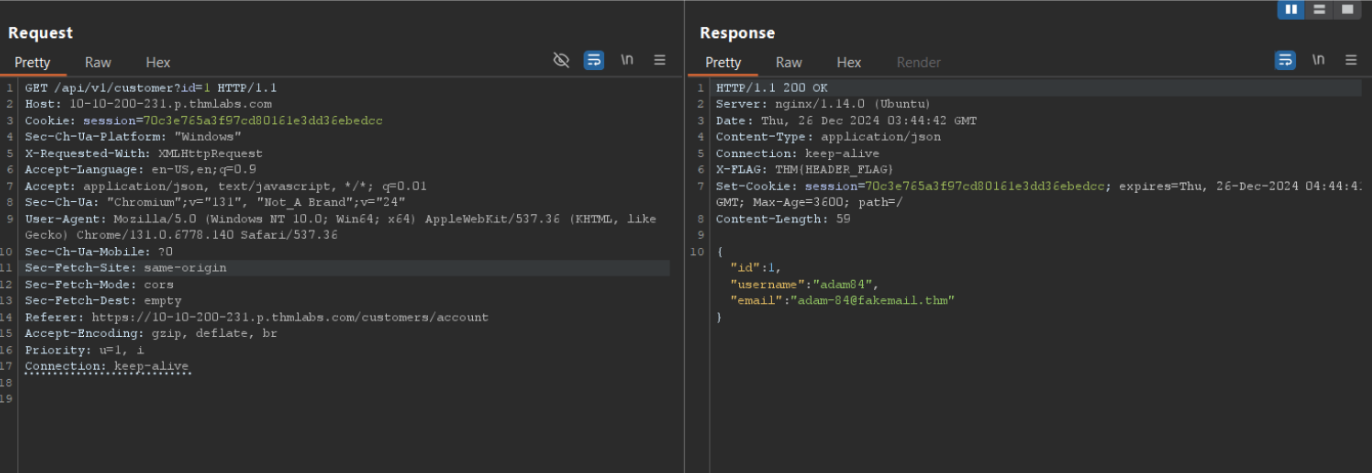 Request
Pretty Raw Hex
\n
1 GET /api/v1/customer?id=1 HTTP/1.1
2 Host: 10-10-200-231.p.thmlabs.com
3 Cookie: session=70c3e765a3f97cd80161e3dd36ebedcc
4 Sec-Ch-Ua-Platform: "Windows"
5 X-Requested-With: XMLHttpRequest
6 Accept-Language: en-US,en;q=0.9
7 Accept: application/json, text/javascript, */*; q=0.01
8 Sec-Ch-Ua: "Chromium";v="131", "Not_A Brand";v="24"
9 User-Agent: Mozilla/5.0 (Windows NT 10.0; Win64; x64) AppleWebKit/537.36 (KHTML, like
Gecko) Chrome/131.0.6778.140 Safari/537.36
10 Sec-Ch-Ua-Mobile: ?0
11 Sec-Fetch-Site: same-origin
12 Sec-Fetch-Mode: cors
13 Sec-Fetch-Dest: empty
14 Referer: https://10-10-200-231.p.thmlabs.com/customers/account
15 Accept-Encoding: gzip, deflate, br
16 Priority: u=1, i
17 Connection: keep-alive
18
19
Response
Pretty Raw Hex Render
\n
1 HTTP/1.1 200 OK
2 Server: nginx/1.14.0 (Ubuntu)
3 Date: Thu, 26 Dec 2024 03:44:42 GMT
4 Content-Type: application/json
5 Connection: keep-alive
6 X-FLAG: THM{HEADER_FLAG}
7 Set-Cookie: session=70c3e765a3f97cd80161e3dd36ebedcc; expires=Thu, 26-Dec-2024 04:44:41
GMT; Max-Age=3600; path=/
8 Content-Length: 59
9
10 {
"id":1,
"username":"adam84",
"email":"adam-84@fakemail.thm"
}